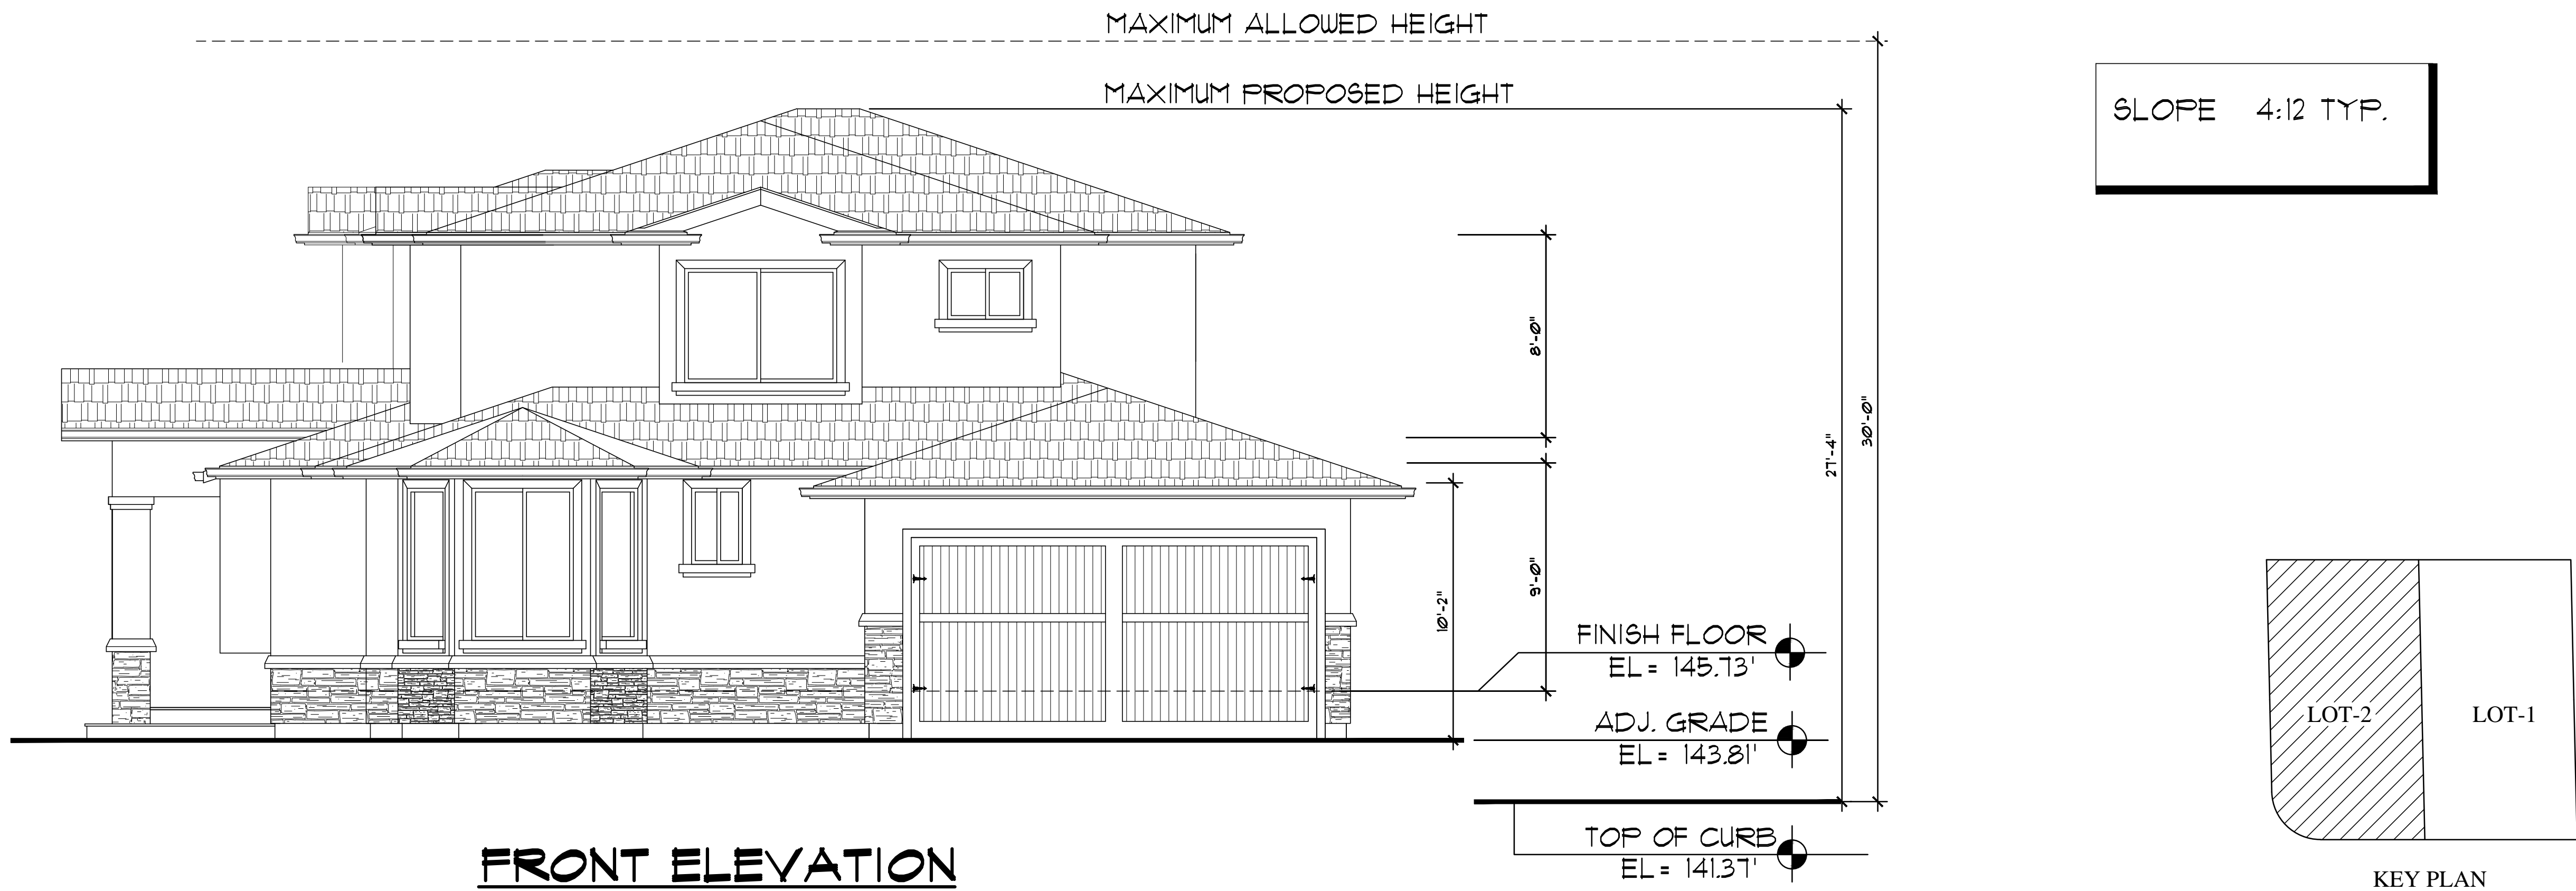 MAXIMUM ALLOWED HEIGHT
MAXIMUM PROPOSED HEIGHT
SLOPE 4:12 TYP.
8'-0"
27'-4"
30'-0"
9'-0"
10'-2"
FINISH FLOOR
EL = 145.73'
ADJ. GRADE
EL = 143.81'
TOP OF CURB
EL = 141.37'
FRONT ELEVATION
LOT-2
LOT-1
KEY PLAN